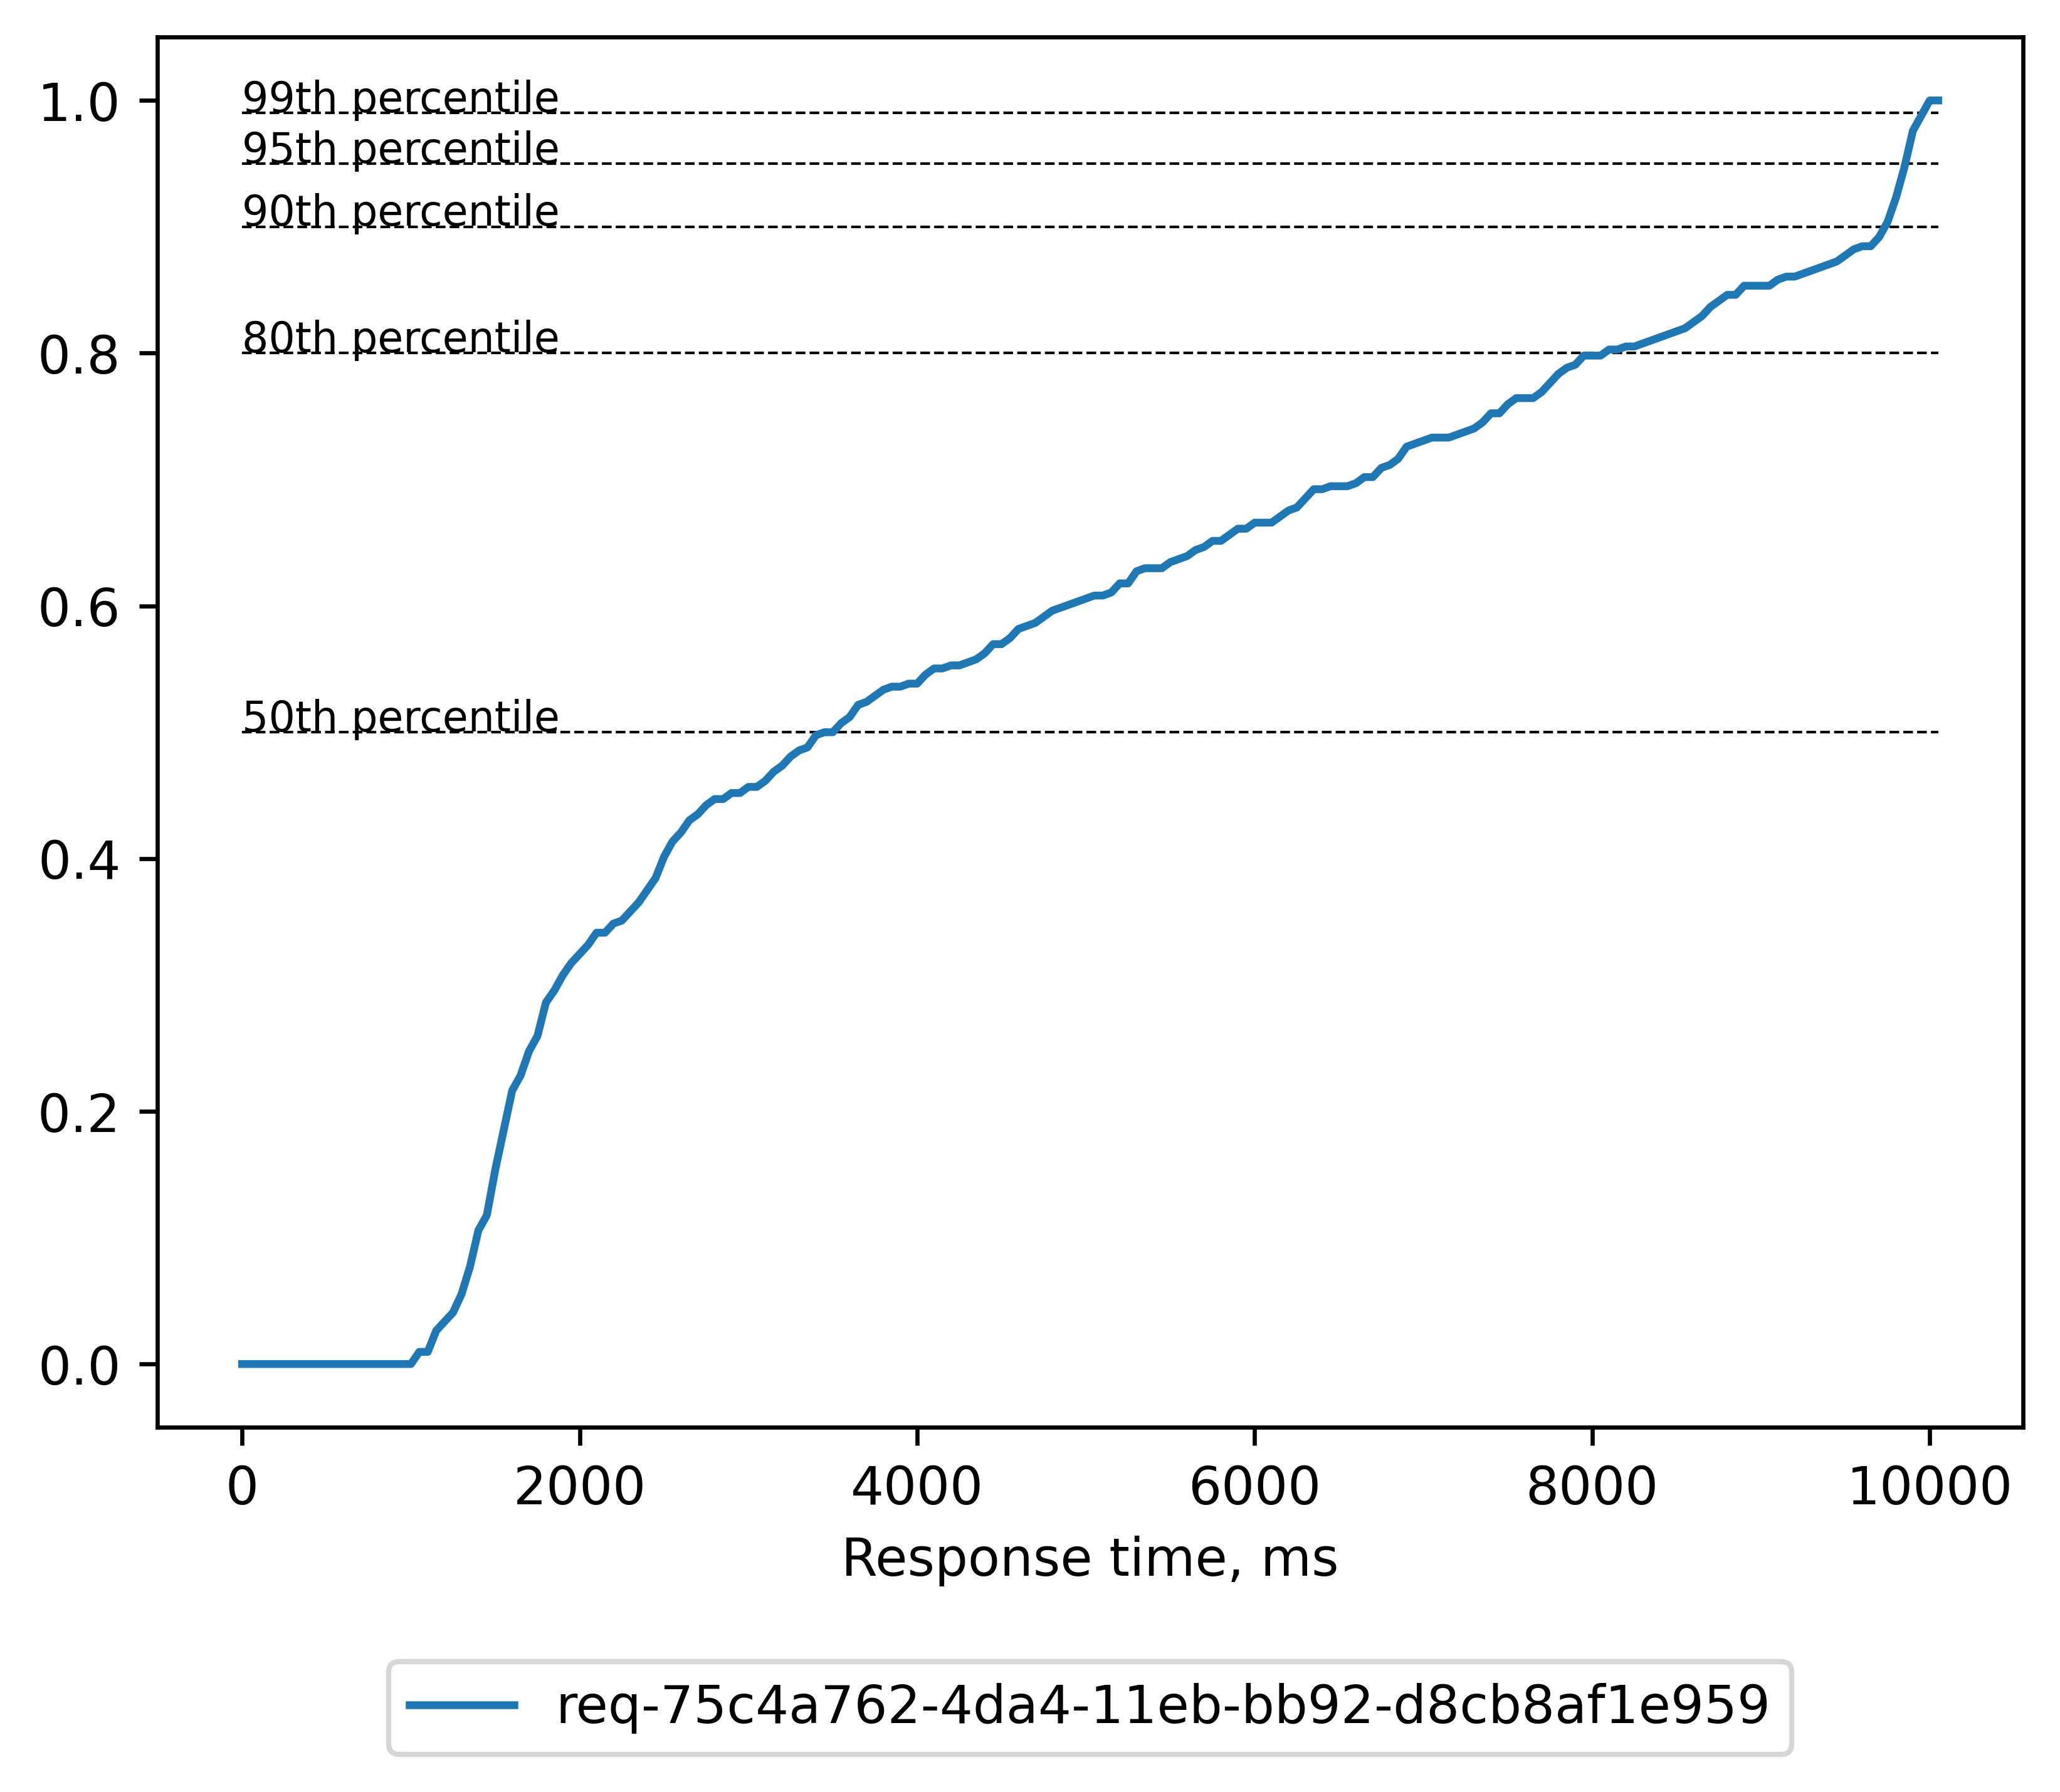 1.0
99th percentile
95th percentile
90th percentile
0.8
80th percentile
0.6
50th percentile
0.4
0.2
0.0
0 2000 4000 6000 8000 10000
Response time, ms
req-75c4a762-4da4-11eb-bb92-d8cb8af1e959